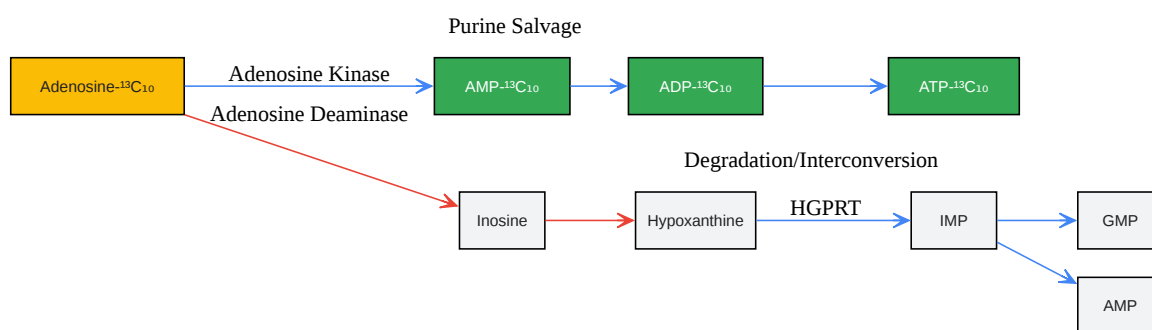 Purine Salvage
Adenosine-¹³C₁₀
Adenosine Kinase
AMP-¹³C₁₀
ADP-¹³C₁₀
ATP-¹³C₁₀
Adenosine Deaminase
Degradation/Interconversion
Inosine
Hypoxanthine
HGPRT
IMP
GMP
AMP